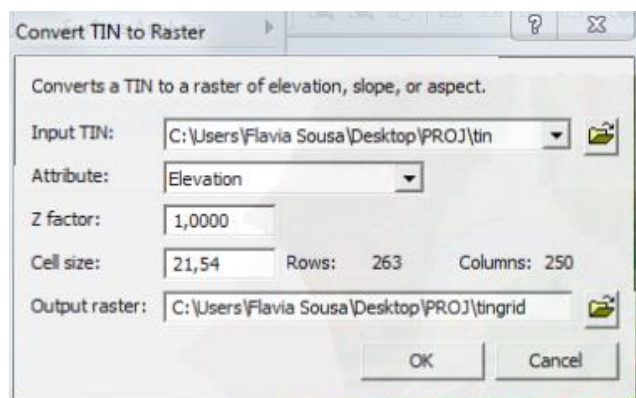 Convert TIN to Raster
Converts a TIN to a raster of elevation, slope, or aspect.
Input TIN: C:\Users\Flavia Sousa\Desktop\PROJ\tin
Attribute: Elevation
Z factor: 1,0000
Cell size: 21,54 Rows: 263 Columns: 250
Output raster: C:\Users\Flavia Sousa\Desktop\PROJ\tingrid
OK Cancel